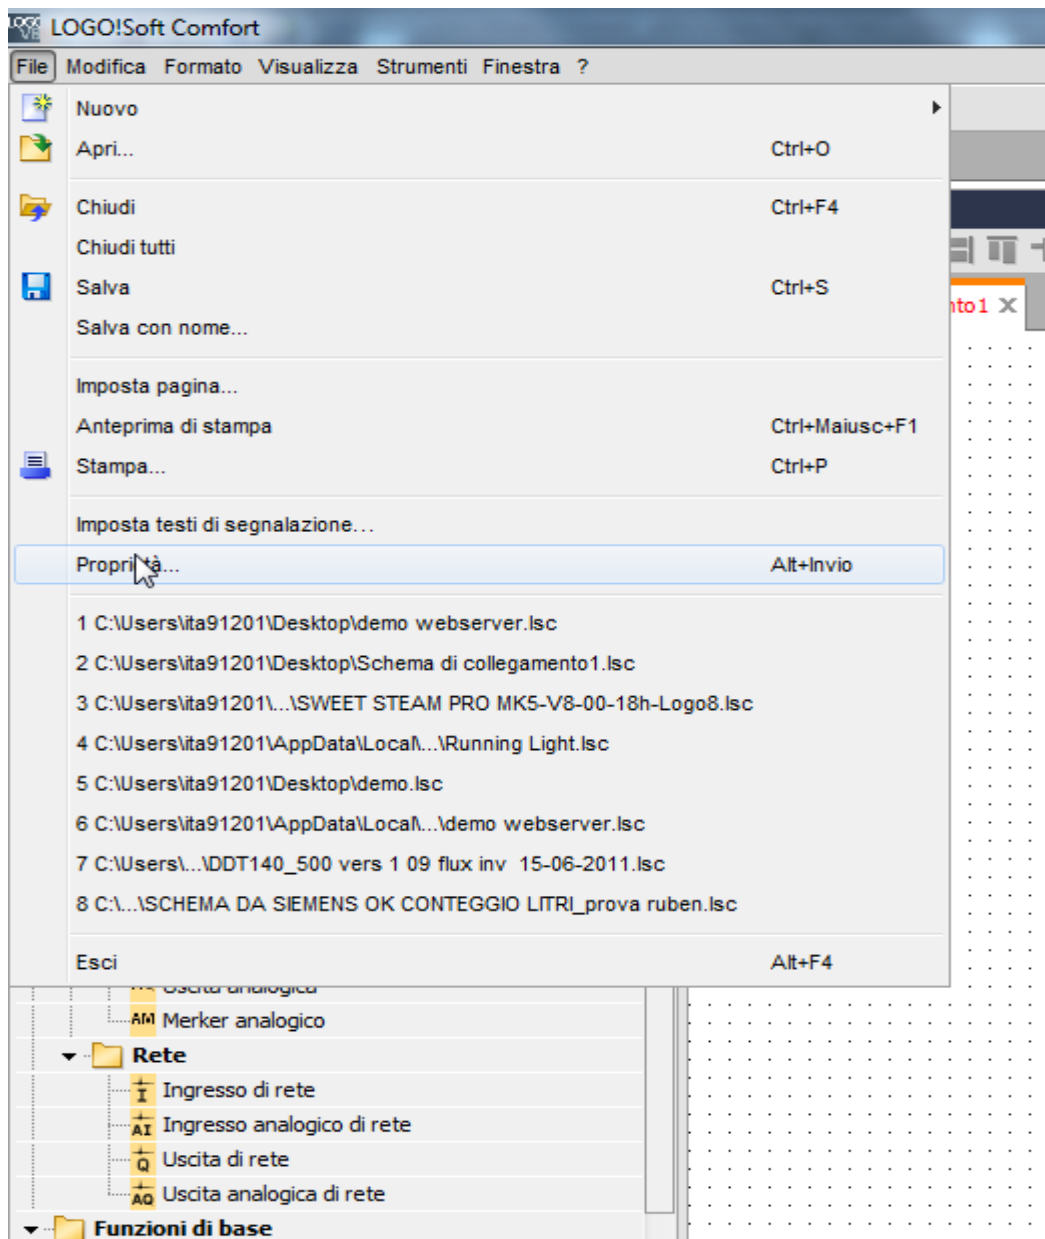 LOGO!Soft Comfort
File Modifica Formato Visualizza Strumenti Finestra ?
Nuovo
Apri... Ctrl+O
Chiudi Ctrl+F4
Chiudi tutti
Salva Ctrl+S
Salva con nome...
nto1
Imposta pagina...
Anteprima di stampa Ctrl+Maiusc+F1
Stampa... Ctrl+P
Imposta testi di segnalazione...
Proprietà... Alt+Invio
1 C:\Users\ita91201\Desktop\demo webserver.lsc
2 C:\Users\ita91201\Desktop\Schema di collegamento1.lsc
3 C:\Users\ita91201\...\SWEET STEAM PRO MK5-V8-00-18h-Logo8.lsc
4 C:\Users\ita91201\AppData\Local\...\Running Light.lsc
5 C:\Users\ita91201\Desktop\demo.lsc
6 C:\Users\ita91201\AppData\Local\...\demo webserver.lsc
7 C:\Users\...\DDT140_500 vers 1 09 flux inv 15-06-2011.lsc
8 C:\...\SCHEMA DA SIEMENS OK CONTEGGIO LITRI_prova ruben.lsc
Esci Alt+F4
Uscita analogica
AM Merker analogico
Rete
I Ingresso di rete
AI Ingresso analogico di rete
Q Uscita di rete
AQ Uscita analogica di rete
Funzioni di base